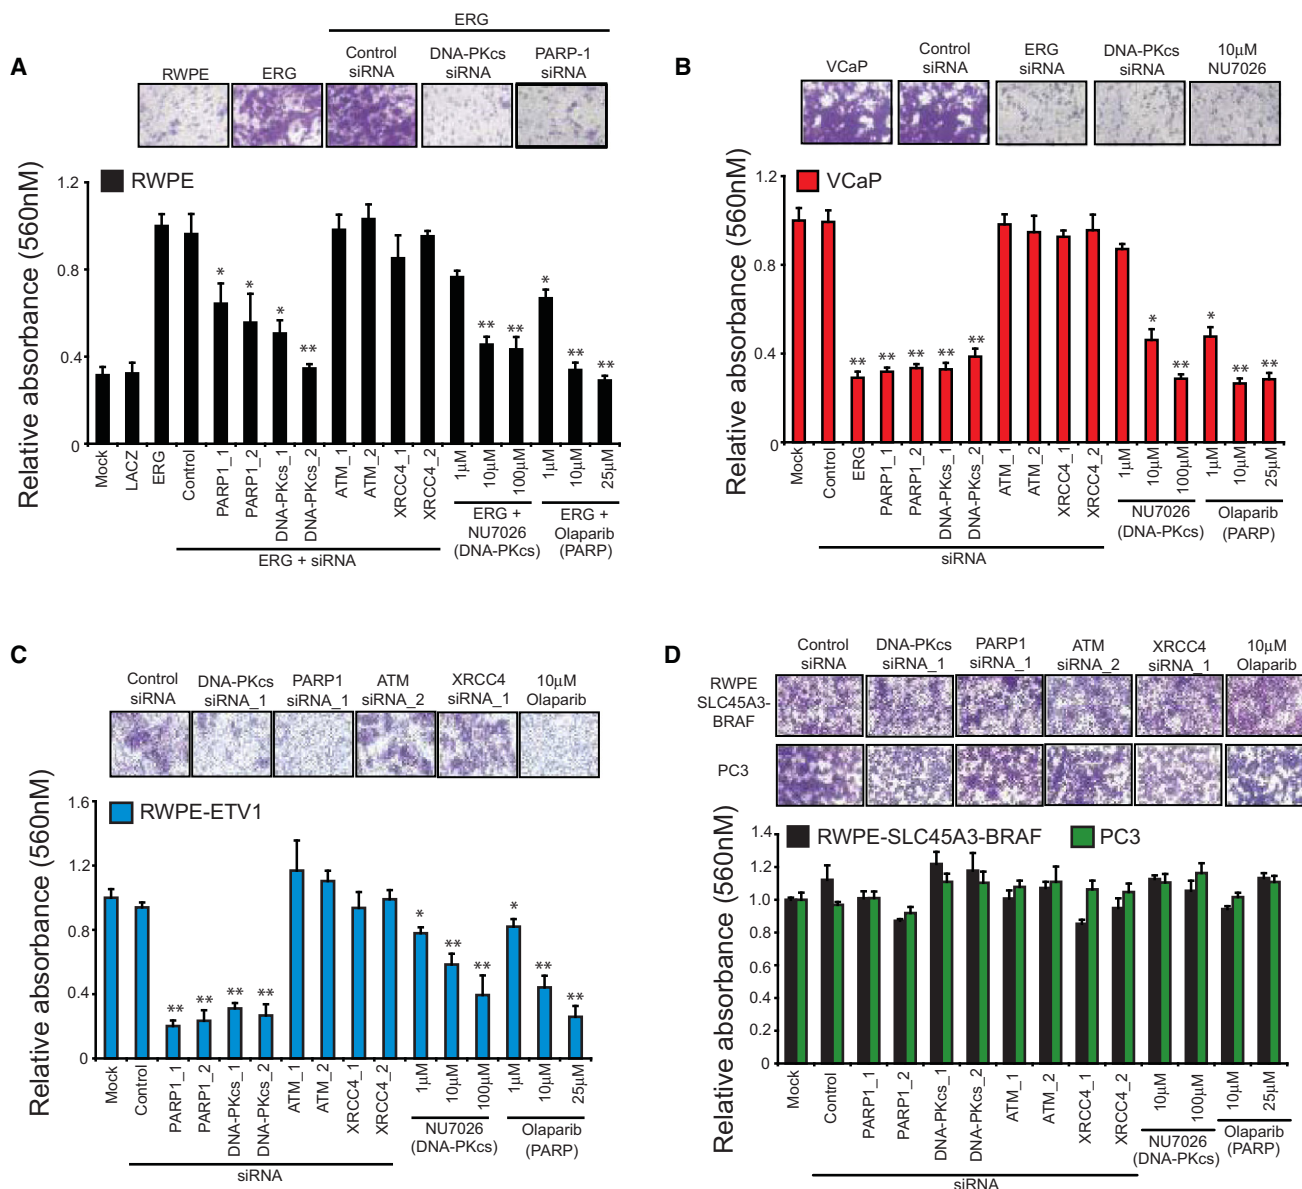 A
ERG
RWPE
ERG
Control
siRNA
DNA-PKcs
siRNA
PARP-1
siRNA
RWPE
Relative absorbance (560nM)
1.2
0.8
0.4
0
Mock
LACZ
ERG
Control
PARP1_1
PARP1_2
DNA-PKcs_1
DNA-PKcs_2
ATM_1
ATM_2
XRCC4_1
XRCC4_2
1µM
10µM
100µM
1µM
10µM
25µM
*
*
*
**
**
**
*
**
**
ERG + siRNA
ERG +
NU7026
(DNA-PKcs)
ERG +
Olaparib
(PARP)
B
VCaP
Control
siRNA
ERG
siRNA
DNA-PKcs
siRNA
10µM
NU7026
VCaP
Relative absorbance (560nM)
1.2
0.8
0.4
0
**
**
**
**
**
*
**
*
**
**
Mock
Control
ERG
PARP1_1
PARP1_2
DNA-PKcs_1
DNA-PKcs_2
ATM_1
ATM_2
XRCC4_1
XRCC4_2
1µM
10µM
100µM
1µM
10µM
25µM
siRNA
NU7026
(DNA-PKcs)
Olaparib
(PARP)
C
Control
siRNA
DNA-PKcs
siRNA_1
PARP1
siRNA_1
ATM
siRNA_2
XRCC4
siRNA_1
10µM
Olaparib
RWPE-ETV1
Relative absorbance (560nM)
1.6
1.2
0.8
0.4
0
**
**
**
**
*
**
**
*
**
**
Mock
Control
PARP1_1
PARP1_2
DNA-PKcs_1
DNA-PKcs_2
ATM_1
ATM_2
XRCC4_1
XRCC4_2
1µM
10µM
100µM
1µM
10µM
25µM
siRNA
NU7026
(DNA-PKcs)
Olaparib
(PARP)
D
Control
siRNA
DNA-PKcs
siRNA_1
PARP1
siRNA_1
ATM
siRNA_2
XRCC4
siRNA_1
10µM
Olaparib
RWPE
SLC45A3-
BRAF
PC3
RWPE-SLC45A3-BRAF
PC3
Relative absorbance (560nM)
1.4
1.2
1.0
0.8
0.6
0.4
0.2
0
Mock
Control
PARP1_1
PARP1_2
DNA-PKcs_1
DNA-PKcs_2
ATM_1
ATM_2
XRCC4_1
XRCC4_2
10µM
100µM
10µM
25µM
siRNA
NU7026
(DNA-PKcs)
Olaparib
(PARP)